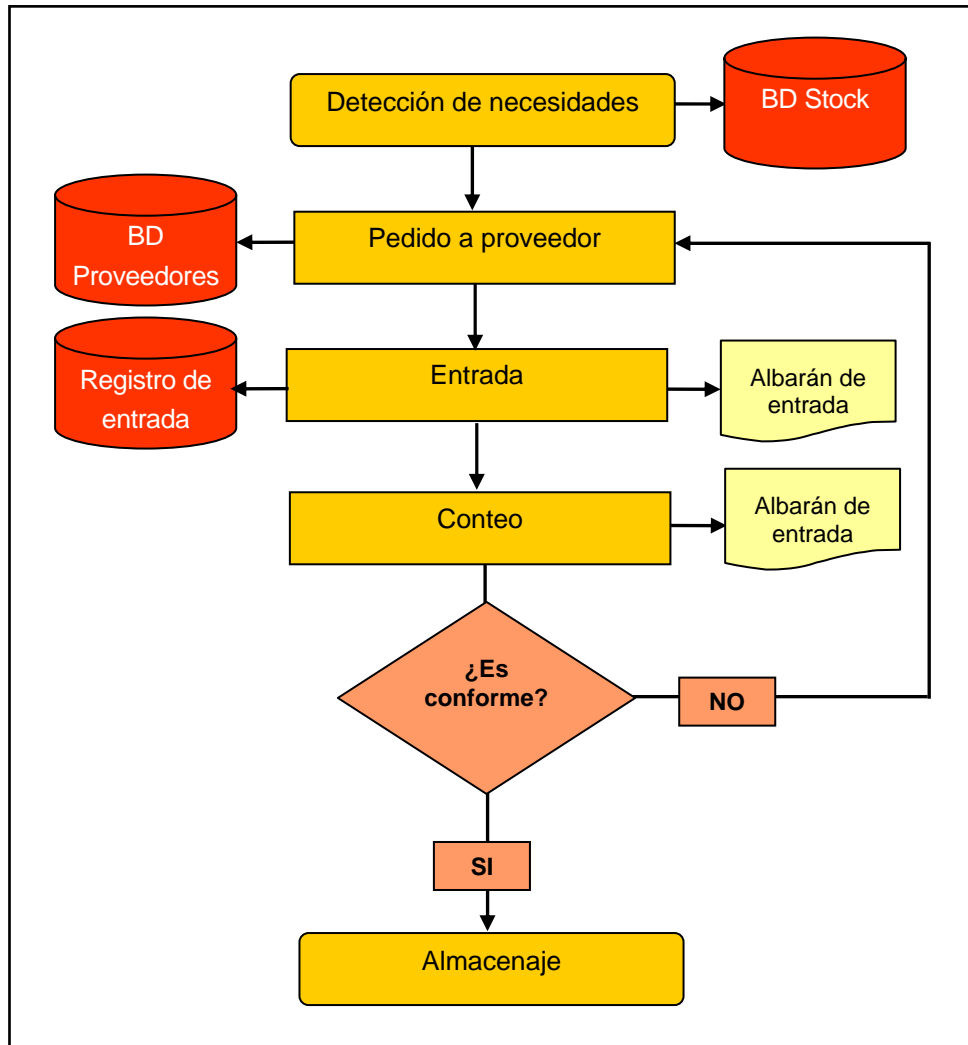 Detección de necesidades
BD Stock
BD
Proveedores
Pedido a proveedor
Registro de
entrada
Entrada
Albarán de
entrada
Conteo
Albarán de
entrada
¿Es
conforme?
NO
SI
Almacenaje